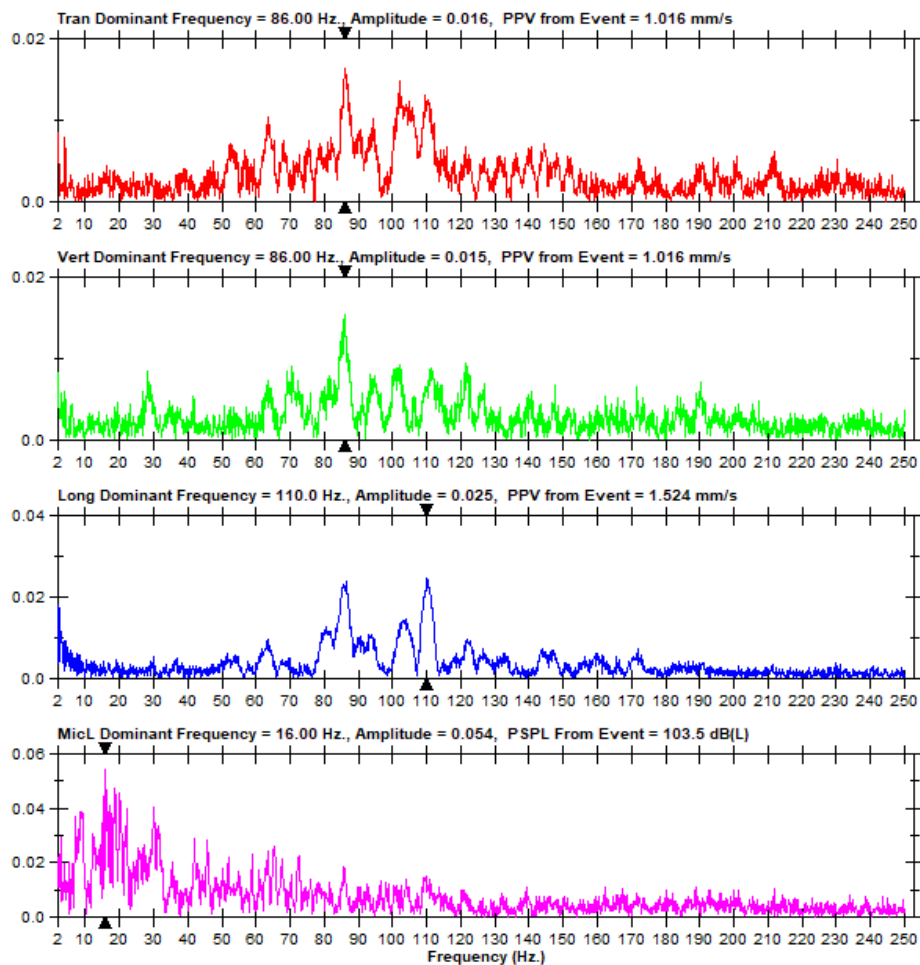 Tran Dominant Frequency = 86.00 Hz., Amplitude = 0.016, PPV from Event = 1.016 mm/s
0.02
0.0
2 10 20 30 40 50 60 70 80 90 100 110 120 130 140 150 160 170 180 190 200 210 220 230 240 250
Vert Dominant Frequency = 86.00 Hz., Amplitude = 0.015, PPV from Event = 1.016 mm/s
0.02
0.0
2 10 20 30 40 50 60 70 80 90 100 110 120 130 140 150 160 170 180 190 200 210 220 230 240 250
Long Dominant Frequency = 110.0 Hz., Amplitude = 0.025, PPV from Event = 1.524 mm/s
0.04
0.02
0.0
2 10 20 30 40 50 60 70 80 90 100 110 120 130 140 150 160 170 180 190 200 210 220 230 240 250
MicL Dominant Frequency = 16.00 Hz., Amplitude = 0.054, PSPL From Event = 103.5 dB(L)
0.06
0.04
0.02
0.0
2 10 20 30 40 50 60 70 80 90 100 110 120 130 140 150 160 170 180 190 200 210 220 230 240 250
Frequency (Hz.)